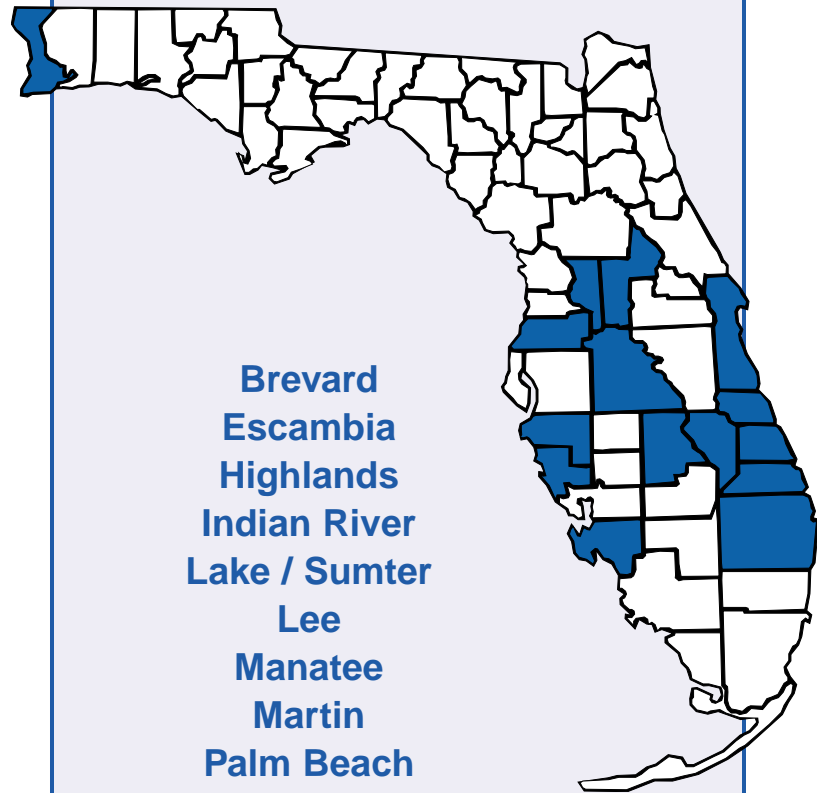 Brevard
Escambia
Highlands
Indian River
Lake / Sumter
Lee
Manatee
Martin
Palm Beach